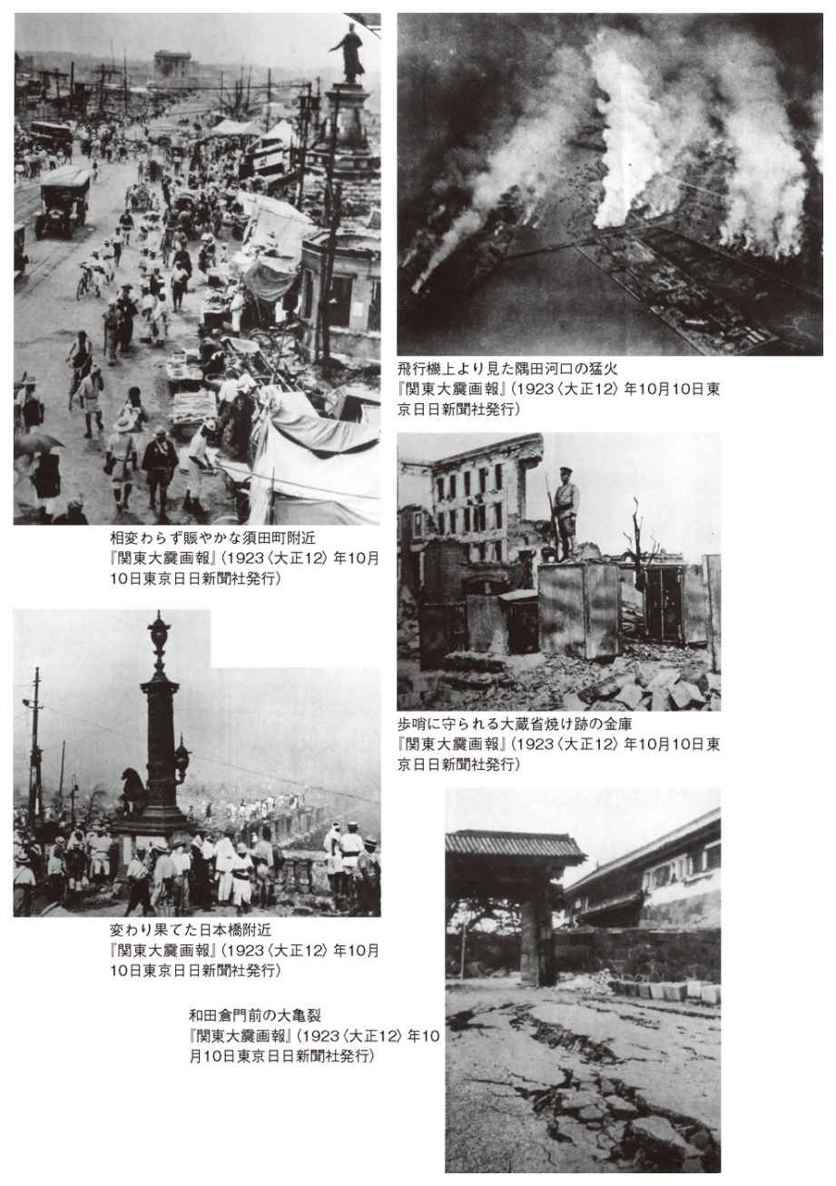 飛行機上より見た隅田河口の猛火
『関東大震画報』（1923〈大正12〉年10月10日東
京日日新聞社発行）
相変わらず賑やかな須田町附近
『関東大震画報』（1923〈大正12〉年10月
10日東京日日新聞社発行）
歩哨に守られる大蔵省焼け跡の金庫
『関東大震画報』（1923〈大正12〉年10月10日東
京日日新聞社発行）
変わり果てた日本橋附近
『関東大震画報』（1923〈大正12〉年10月
10日東京日日新聞社発行）
和田倉門前の大亀裂
『関東大震画報』（1923〈大正12〉年10
月10日東京日日新聞社発行）